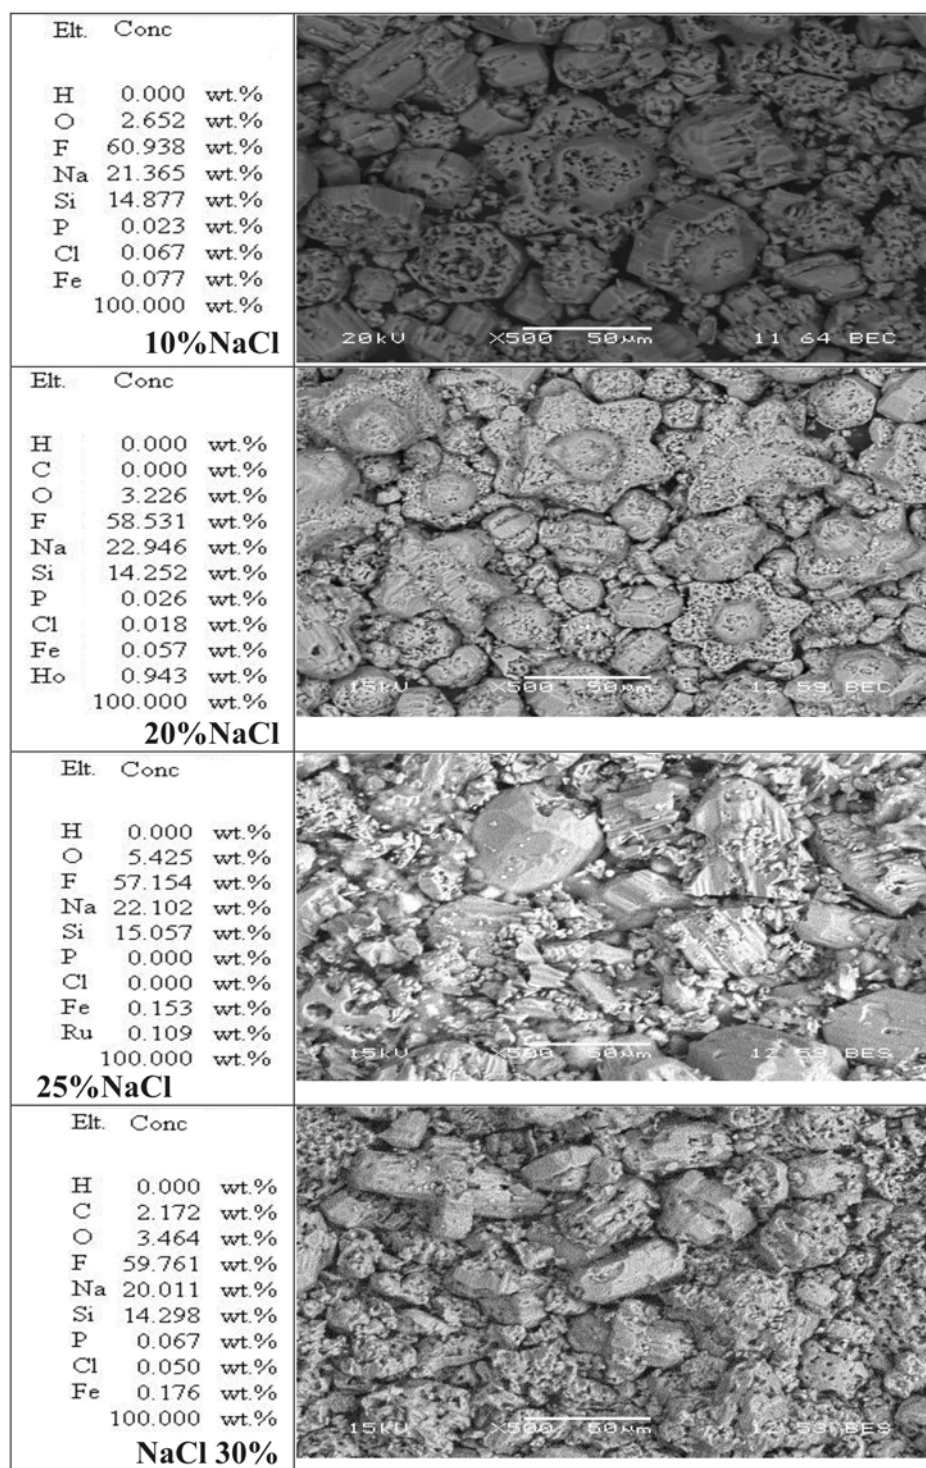 Elt. Conc
H 0.000 wt.%
O 2.652 wt.%
F 60.938 wt.%
Na 21.365 wt.%
Si 14.877 wt.%
P 0.023 wt.%
Cl 0.067 wt.%
Fe 0.077 wt.%
100.000 wt.%
10%NaCl
20kV X500 50μm 11 64 BEC
Elt. Conc
H 0.000 wt.%
C 0.000 wt.%
O 3.226 wt.%
F 58.531 wt.%
Na 22.946 wt.%
Si 14.252 wt.%
P 0.026 wt.%
Cl 0.018 wt.%
Fe 0.057 wt.%
Ho 0.943 wt.%
100.000 wt.%
20%NaCl
15kV X500 50μm 12 59 BEC
Elt. Conc
H 0.000 wt.%
O 5.425 wt.%
F 57.154 wt.%
Na 22.102 wt.%
Si 15.057 wt.%
P 0.000 wt.%
Cl 0.000 wt.%
Fe 0.153 wt.%
Ru 0.109 wt.%
100.000 wt.%
25%NaCl
15kV X500 50μm 12 59 BES
Elt. Conc
H 0.000 wt.%
C 2.172 wt.%
O 3.464 wt.%
F 59.761 wt.%
Na 20.011 wt.%
Si 14.298 wt.%
P 0.067 wt.%
Cl 0.050 wt.%
Fe 0.176 wt.%
100.000 wt.%
NaCl 30%
15kV X500 50μm 12 53 BES